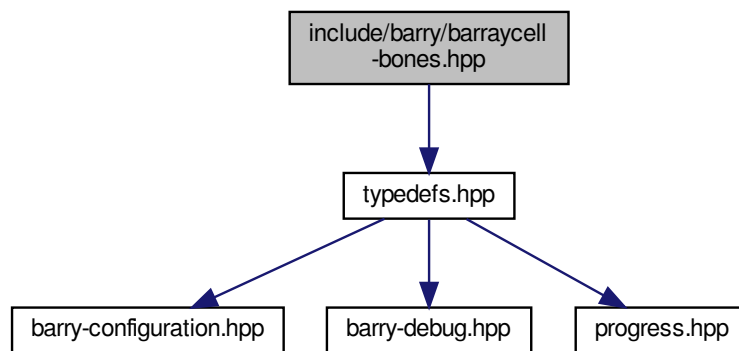 include/barry/barraycell
-bones.hpp
typedefs.hpp
barry-configuration.hpp
barry-debug.hpp
progress.hpp